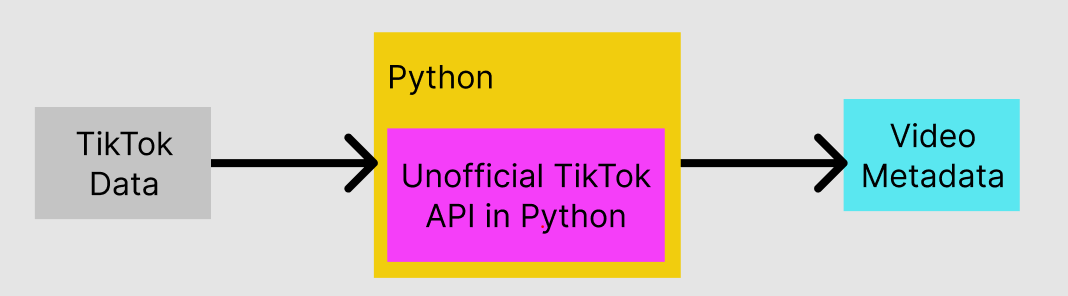 TikTok
Data
Python
Unofficial TikTok
API in Python
Video
Metadata